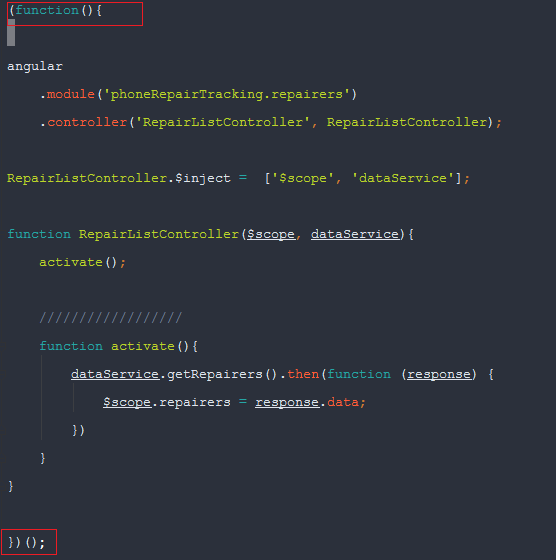 (function(){
angular
    .module('phoneRepairTracking.repairers')
    .controller('RepairListController', RepairListController);
RepairListController.$inject =  ['$scope', 'dataService'];
function RepairListController($scope, dataService){
    activate();
    //////////////////
    function activate(){
        dataService.getRepairers().then(function (response) {
            $scope.repairers = response.data;
        })
    }
}
})();